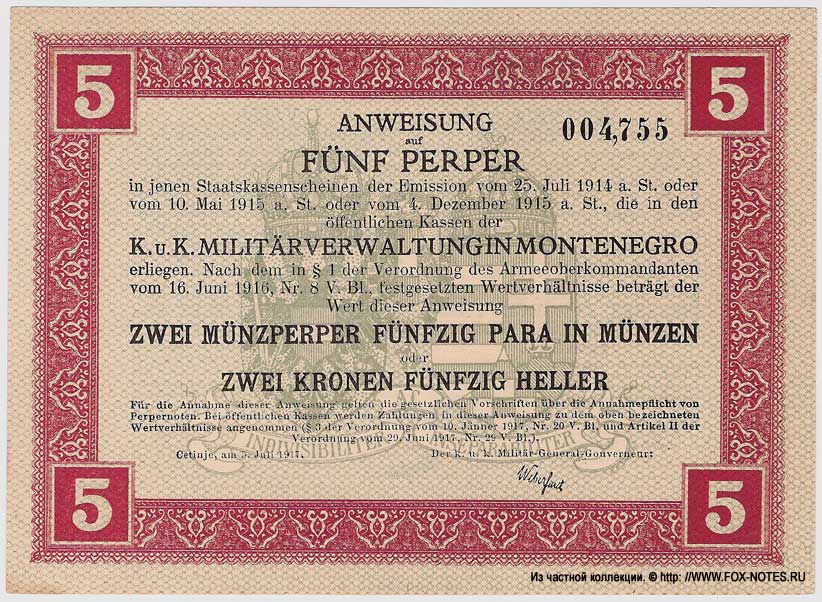 5 5
ANWEISUNG 004,755
auf
FÜNF PERPER
in jenen Staatskassenscheinen der Emission vom 25. Juli 1914 a. St. oder
vom 10. Mai 1915 a. St. oder vom 4. Dezember 1915 a. St., die in den
öffentlichen Kassen der
K. u. K. MILITÄRVERWALTUNG IN MONTENEGRO
erliegen. Nach dem in § 1 der Verordnung des Armeeoberkommandanten
vom 16. Juni 1916, Nr. 8 V. Bl., festgesetzten Wertverhältnisse beträgt der
Wert dieser Anweisung
ZWEI MÜNZPERPER FÜNFZIG PARA IN MÜNZEN
oder
ZWEI KRONEN FÜNFZIG HELLER
Für die Annahme dieser Anweisung gelten die gesetzlichen Vorschriften über die Annahmepflicht von
Perpernoten. Bei öffentlichen Kassen werden Zahlungen in dieser Anweisung zu dem oben bezeichneten
Wertverhältnisse angenommen (§ 3 der Verordnung vom 10. Jänner 1917, Nr. 20 V. Bl. und Artikel II der
Verordnung vom 29. Juni 1917, Nr. 29 V. Bl.).
Cetinje, am 5. Juli 1917. Der k. u. k. Militär-General-Gouverneur:
5 5
Из частной коллекции. © http: //WWW.FOX-NOTES.RU